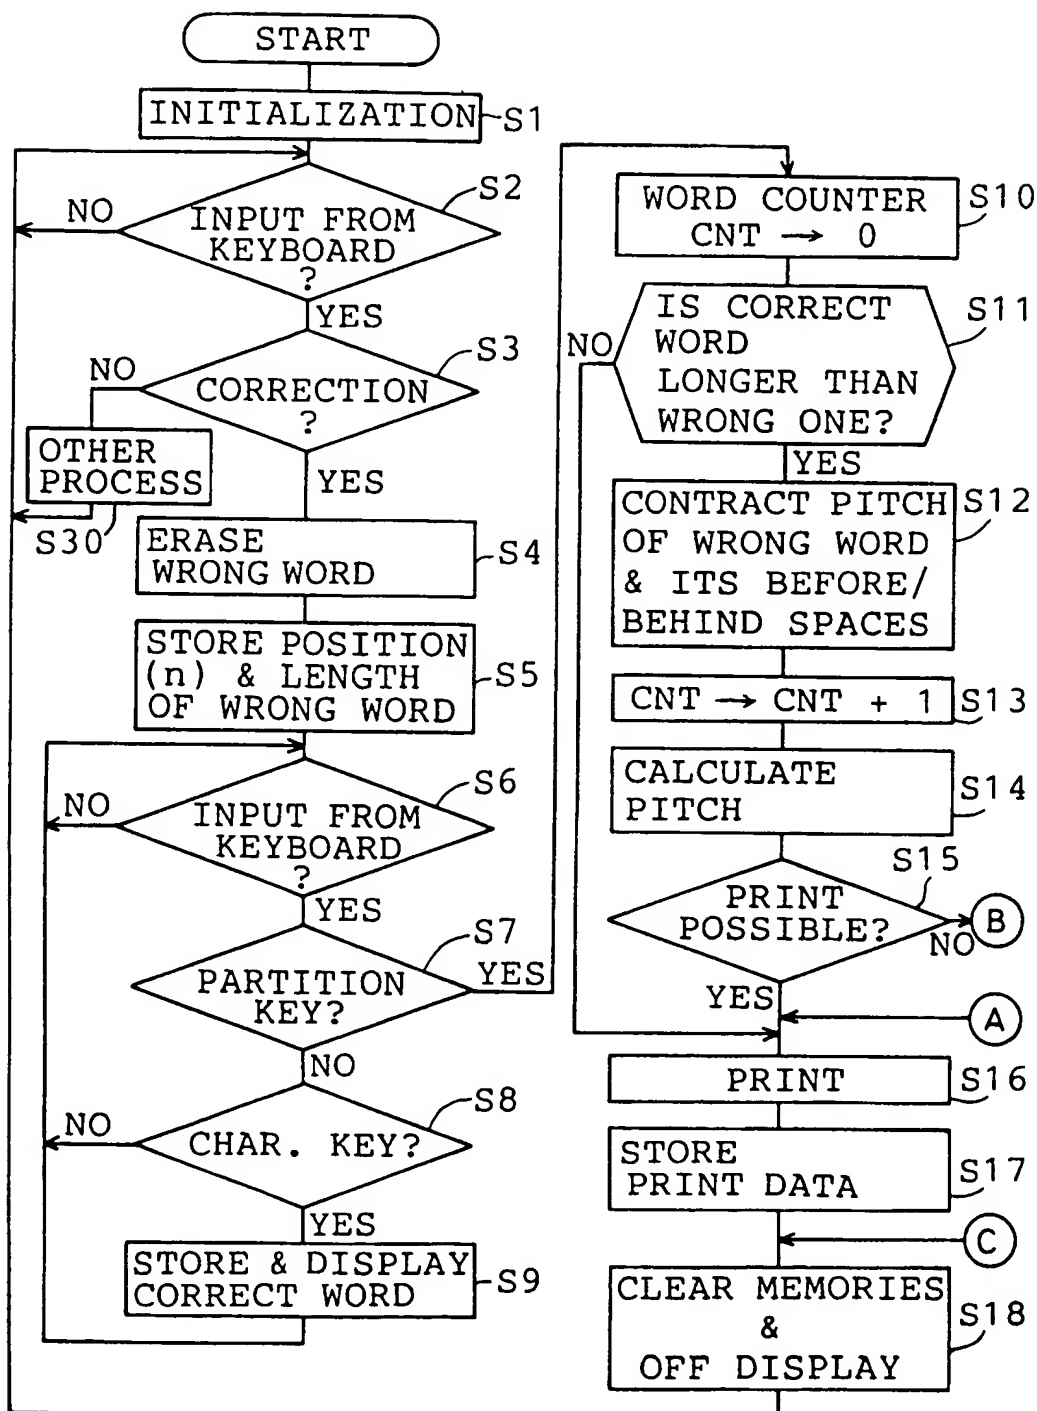 START
INITIALIZATION
S1
S2
NO
INPUT FROM
KEYBOARD
?
YES
S3
NO
CORRECTION
?
OTHER
PROCESS
YES
S30
ERASE
WRONG WORD
S4
STORE POSITION
(n) & LENGTH
OF WRONG WORD
S5
S6
NO
INPUT FROM
KEYBOARD
?
YES
S7
PARTITION
KEY?
YES
NO
S8
NO
CHAR. KEY?
YES
STORE & DISPLAY
CORRECT WORD
S9
WORD COUNTER
CNT → 0
S10
IS CORRECT
WORD
LONGER THAN
WRONG ONE?
S11
NO
YES
CONTRACT PITCH
OF WRONG WORD
& ITS BEFORE/
BEHIND SPACES
S12
CNT → CNT + 1
S13
CALCULATE
PITCH
S14
S15
PRINT
POSSIBLE?
B
NO
YES
A
PRINT
S16
STORE
PRINT DATA
S17
C
CLEAR MEMORIES
&
OFF DISPLAY
S18